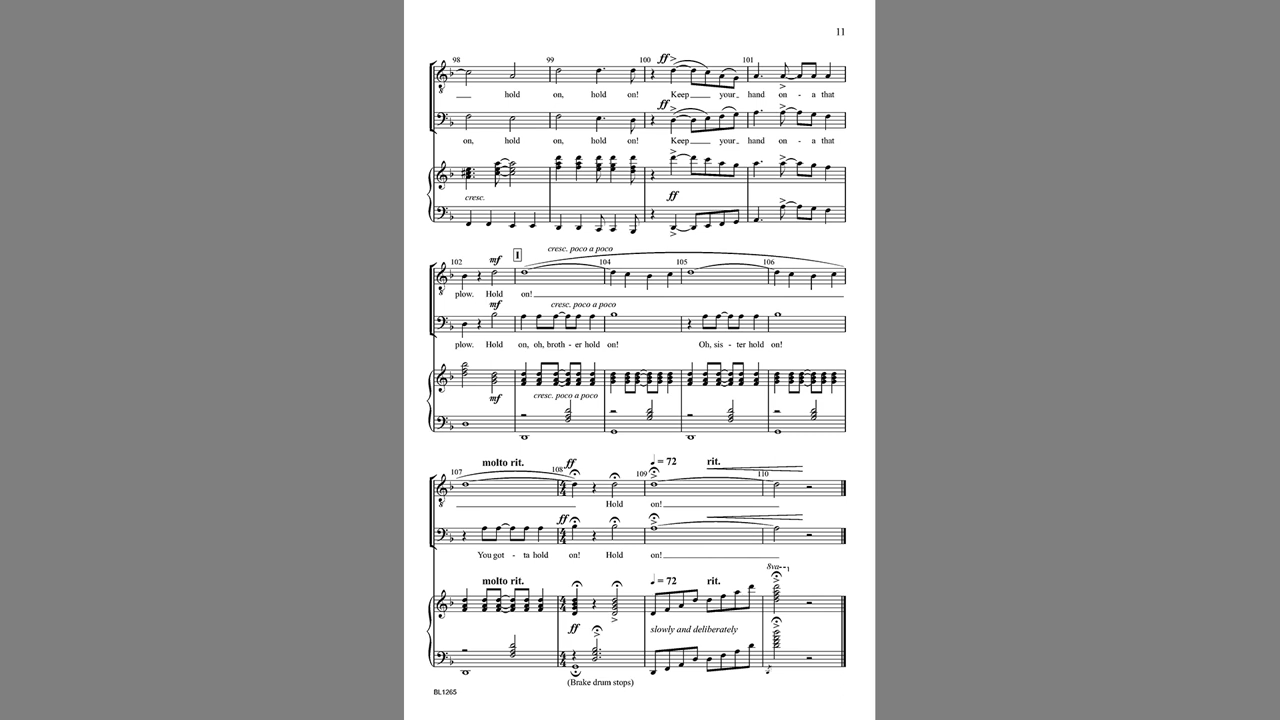 11
98 99 100 ff 101
hold on, hold on! Keep your hand on - a that
ff
on, hold on, hold on! Keep your hand on - a that
cresc. ff
102 mf I cresc. poco a poco 104 105 106
8
plow. Hold on!
mf cresc. poco a poco
plow. Hold on, oh, broth - er hold on! Oh, sis - ter hold on!
mf cresc. poco a poco
107 molto rit. 108 ff 109 ♩ = 72 rit. 110
8
Hold on!
ff
You got - ta hold on! Hold on!
8va
molto rit. ♩ = 72 rit.
ff slowly and deliberately
(Brake drum stops)
BL1265